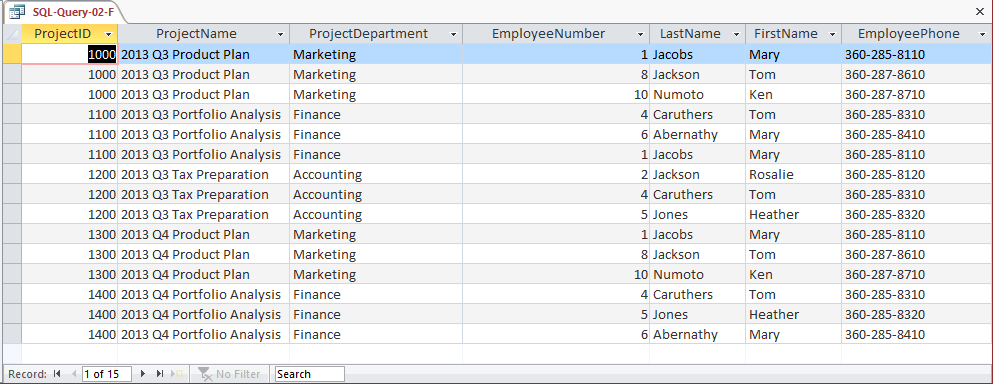 SQL-Query-02-F
ProjectID ProjectName ProjectDepartment EmployeeNumber LastName FirstName EmployeePhone
1000 2013 Q3 Product Plan Marketing 1 Jacobs Mary 360-285-8110
1000 2013 Q3 Product Plan Marketing 8 Jackson Tom 360-287-8610
1000 2013 Q3 Product Plan Marketing 10 Numoto Ken 360-287-8710
1100 2013 Q3 Portfolio Analysis Finance 4 Caruthers Tom 360-285-8310
1100 2013 Q3 Portfolio Analysis Finance 6 Abernathy Mary 360-285-8410
1100 2013 Q3 Portfolio Analysis Finance 1 Jacobs Mary 360-285-8110
1200 2013 Q3 Tax Preparation Accounting 2 Jackson Rosalie 360-285-8120
1200 2013 Q3 Tax Preparation Accounting 4 Caruthers Tom 360-285-8310
1200 2013 Q3 Tax Preparation Accounting 5 Jones Heather 360-285-8320
1300 2013 Q4 Product Plan Marketing 1 Jacobs Mary 360-285-8110
1300 2013 Q4 Product Plan Marketing 8 Jackson Tom 360-287-8610
1300 2013 Q4 Product Plan Marketing 10 Numoto Ken 360-287-8710
1400 2013 Q4 Portfolio Analysis Finance 4 Caruthers Tom 360-285-8310
1400 2013 Q4 Portfolio Analysis Finance 5 Jones Heather 360-285-8320
1400 2013 Q4 Portfolio Analysis Finance 6 Abernathy Mary 360-285-8410
Record: 1 of 15 No Filter Search